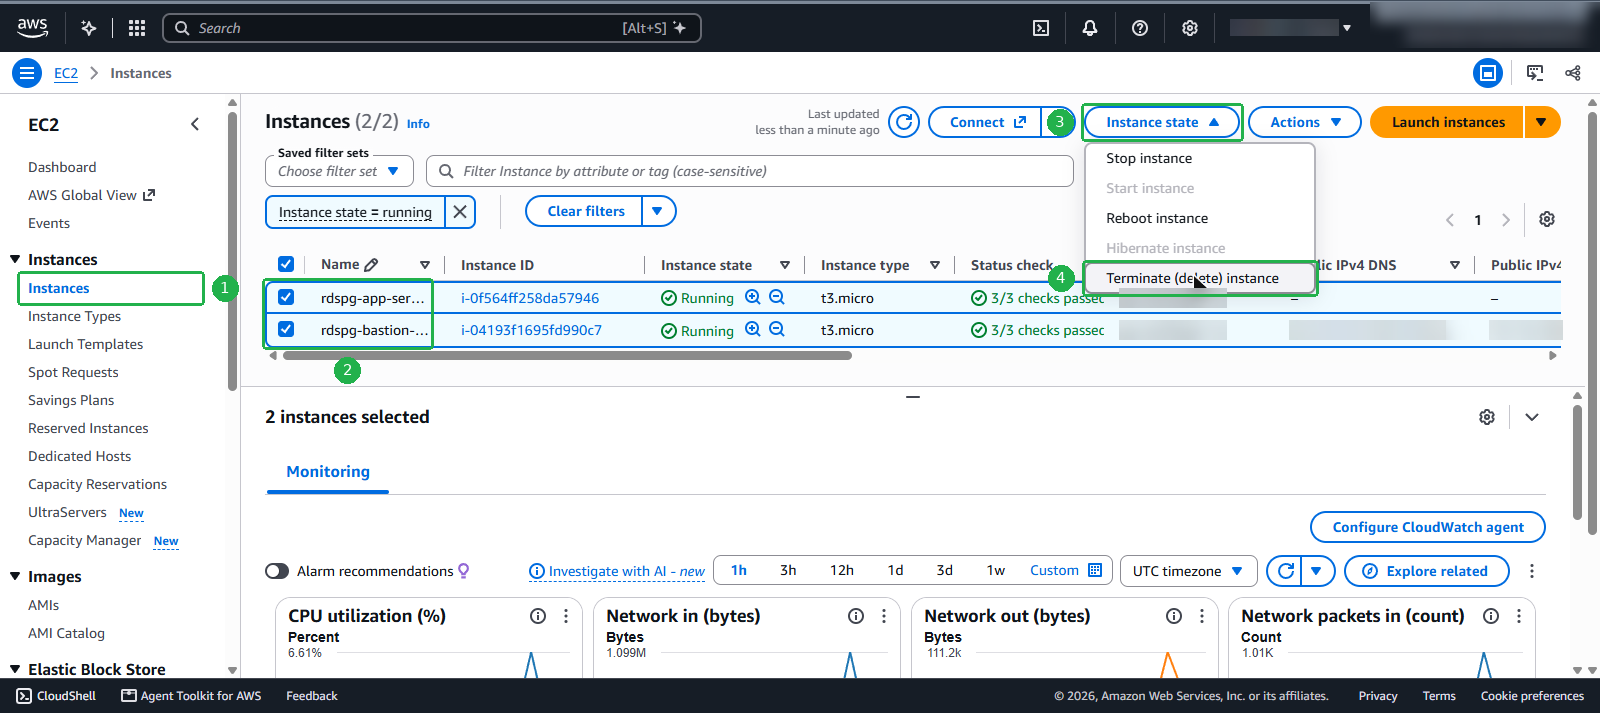 aws
Search [Alt+S]
EC2 Instances
EC2
Dashboard
AWS Global View
Events
Instances
Instances 1
Instance Types
Launch Templates
Spot Requests
Savings Plans
Reserved Instances
Dedicated Hosts
Capacity Reservations
UltraServers New
Capacity Manager New
Images
AMIs
AMI Catalog
Elastic Block Store
Instances (2/2) Info
Last updated
less than a minute ago
Connect 3 Instance state Actions Launch instances
Saved filter sets
Choose filter set
Filter Instance by attribute or tag (case-sensitive)
Instance state = running
Clear filters
1
Stop instance
Start instance
Reboot instance
Hibernate instance
4 Terminate (delete) instance
Name Instance ID Instance state Instance type Status check lic IPv4 DNS Public IPv4
rdspg-app-ser... i-0f564ff258da57946 Running t3.micro 3/3 checks passec – –
rdspg-bastion-... i-04193f1695fd990c7 Running t3.micro 3/3 checks passec
2
2 instances selected
Monitoring
Configure CloudWatch agent
Alarm recommendations Investigate with AI - new 1h 3h 12h 1d 3d 1w Custom UTC timezone Explore related
CPU utilization (%)
Percent
6.61%
Network in (bytes)
Bytes
1.099M
Network out (bytes)
Bytes
111.2k
Network packets in (count)
Count
1.01K
CloudShell Agent Toolkit for AWS Feedback © 2026, Amazon Web Services, Inc. or its affiliates. Privacy Terms Cookie preferences